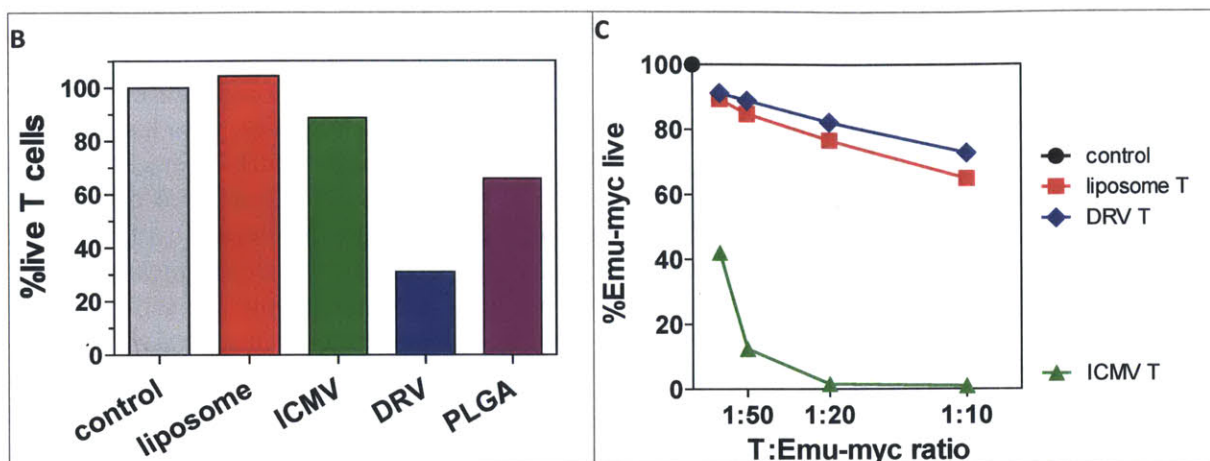 B
%live T cells
100
80
60
40
20
0
control
liposome
ICMV
DRV
PLGA
C
%Emu-myc live
100
80
60
40
20
0
1:50
1:20
1:10
T:Emu-myc ratio
control
liposome T
DRV T
ICMV T